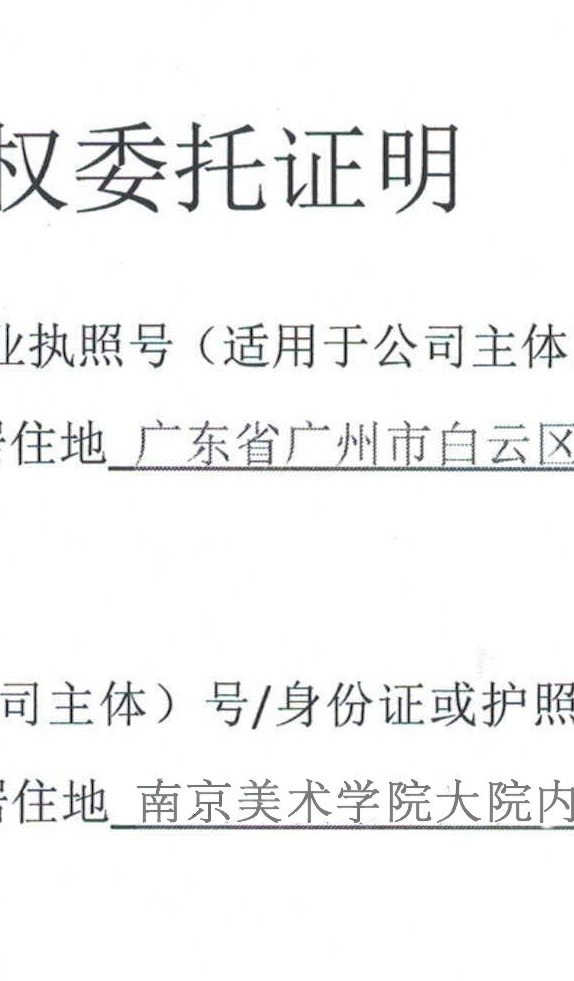 权委托证明
业执照号（适用于公司主体
居住地 广东省广州市白云区
司主体）号/身份证或护照
居住地 南京美术学院大院内